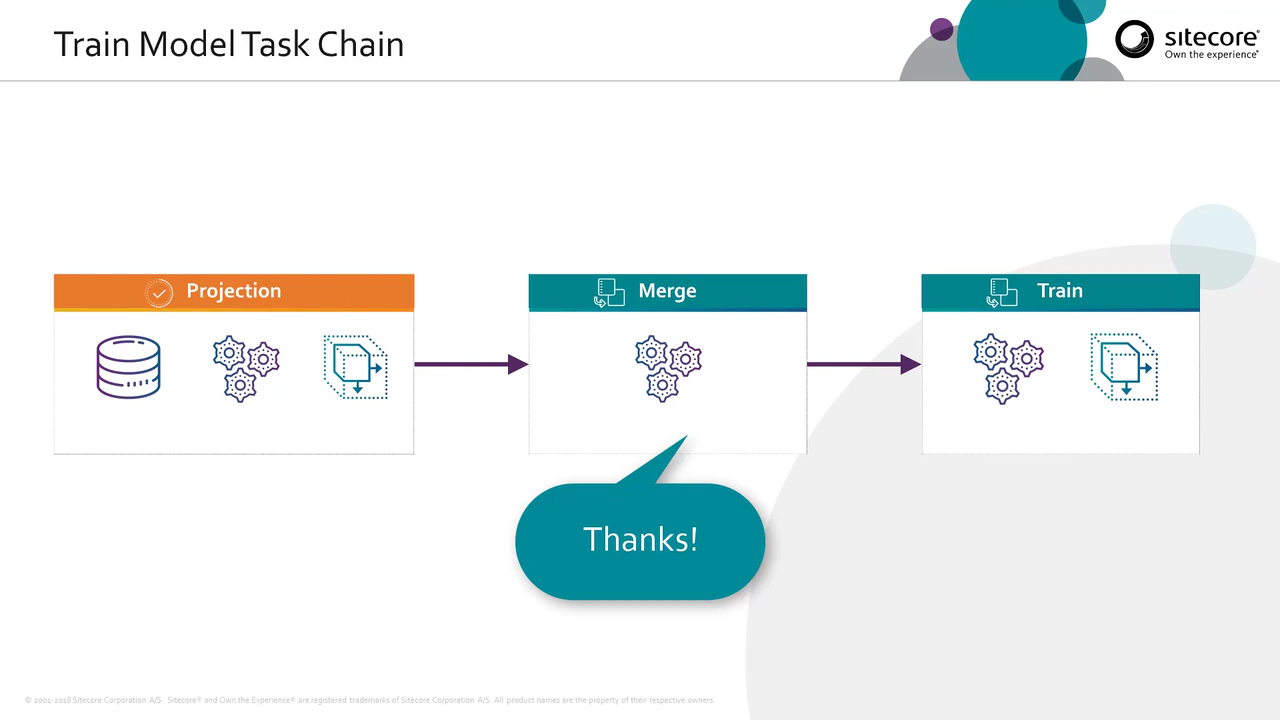 Train Model Task Chain
sitecore®
Own the experience®
Projection
Merge
Train
Thanks!
© 2001-2018 Sitecore Corporation A/S. Sitecore® and Own the Experience® are registered trademarks of Sitecore Corporation A/S. All product names are the property of their respective owners.